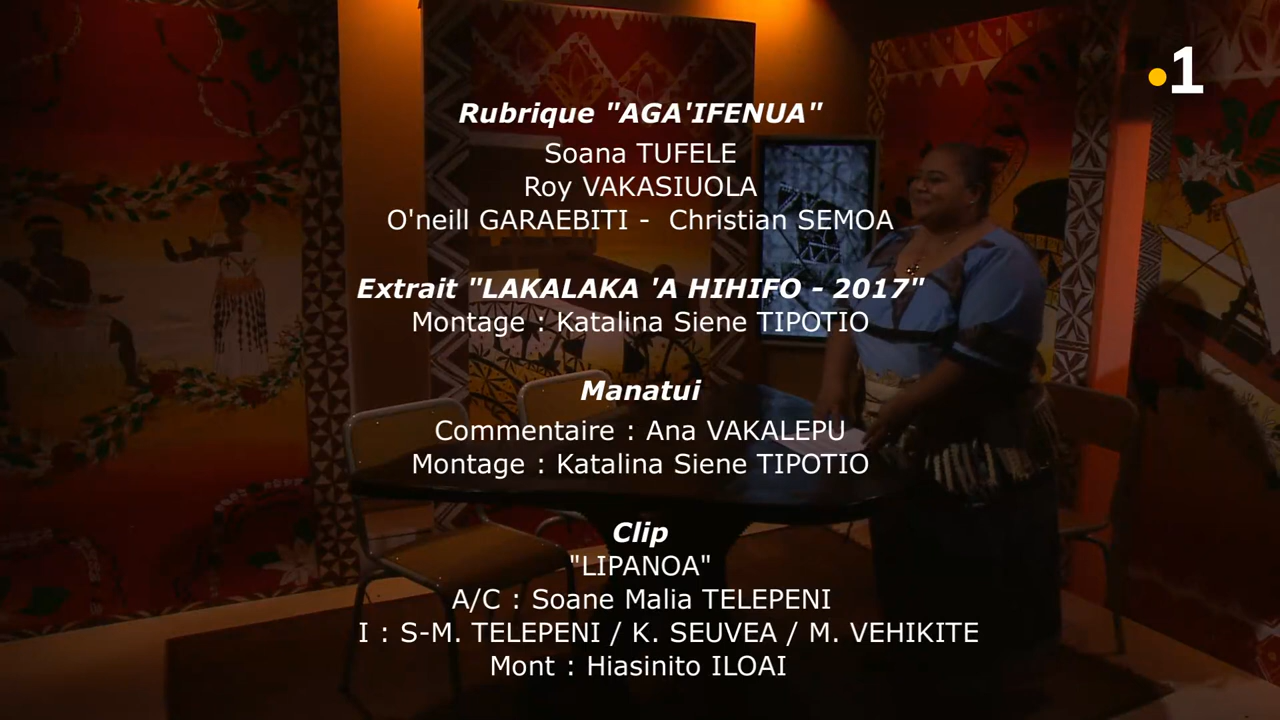 1
Rubrique "AGA'IFENUA"
Soana TUFELE
Roy VAKASIUOLA
O'neill GARAEBITI -  Christian SEMOA
Extrait "LAKALAKA 'A HIHIFO - 2017"
Montage : Katalina Siene TIPOTIO
Manatui
Commentaire : Ana VAKALEPU
Montage : Katalina Siene TIPOTIO
Clip
"LIPANOA"
A/C : Soane Malia TELEPENI
I : S-M. TELEPENI / K. SEUVEA / M. VEHIKITE
Mont : Hiasinito ILOAI